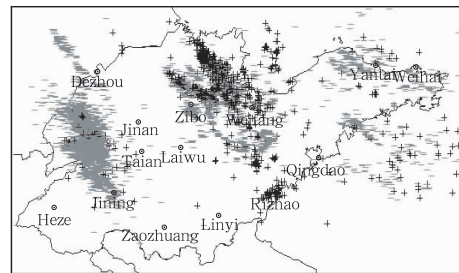 Dezhou
Yantai Weihai
Zibo
Jinan
Weifang
Taian
Laiwu
Qingdao
Jining
Rizhao
Heze
Linyi
Zaozhuang